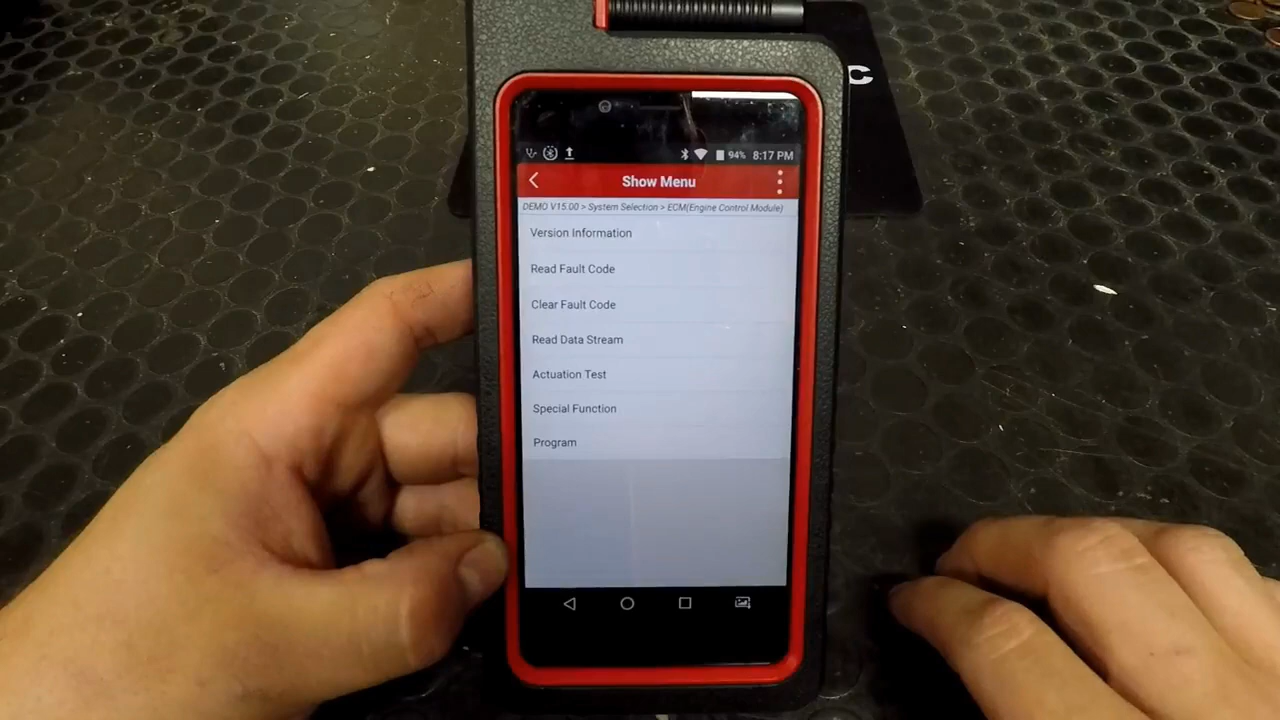 94% 8:17 PM
Show Menu
DEMO V15.00 > System Selection > ECM(Engine Control Module)
Version Information
Read Fault Code
Clear Fault Code
Read Data Stream
Actuation Test
Special Function
Program
C